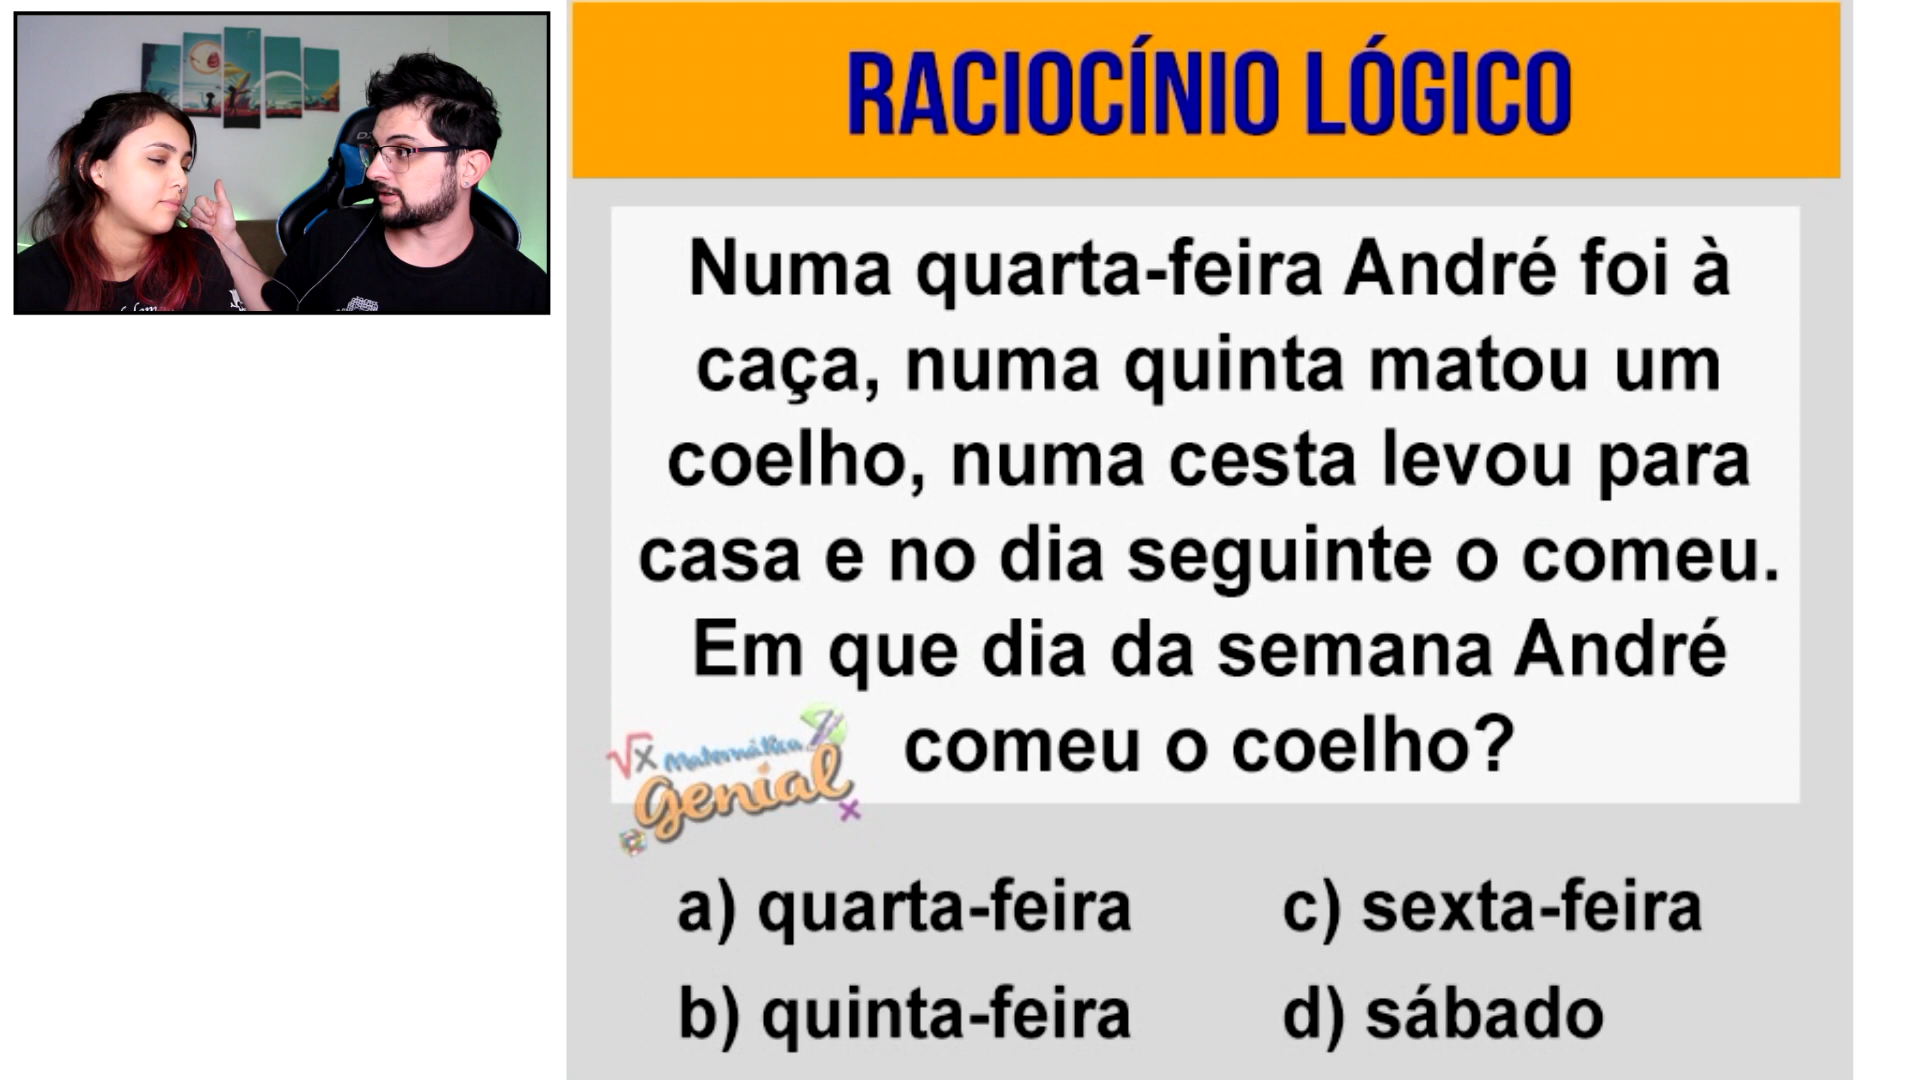 RACIOCÍNIO LÓGICO
Numa quarta-feira André foi à
caça, numa quinta matou um
coelho, numa cesta levou para
casa e no dia seguinte o comeu.
Em que dia da semana André
comeu o coelho?
√x Matemática
Genial
a) quarta-feira
b) quinta-feira
c) sexta-feira
d) sábado